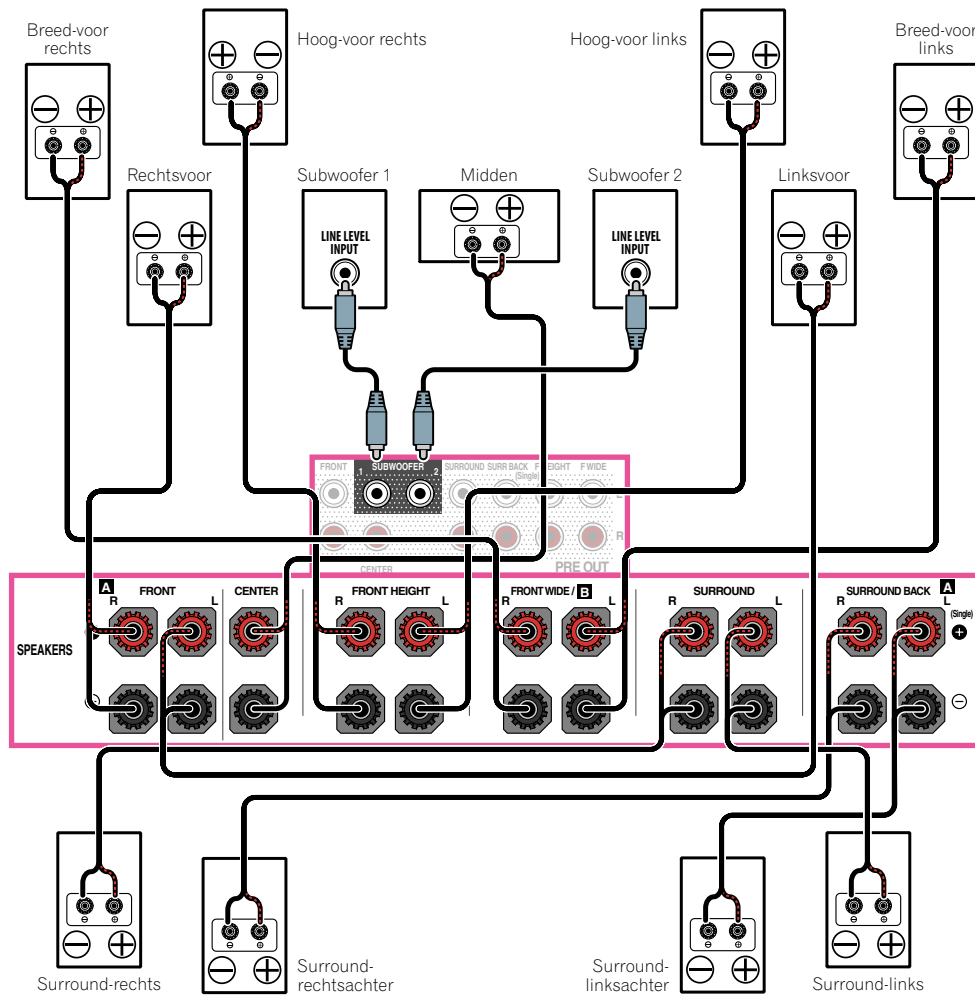 Breed-voor
rechts
Hoog-voor rechts
Hoog-voor links
Breed-voor
links
Rechtsvoor
Subwoofer 1
Midden
Subwoofer 2
Linksvoor
LINE LEVEL
INPUT
LINE LEVEL
INPUT
FRONT
SUBWOOFER
1
2
SURROUND
SURR BACK
(Single)
F WIDE
R
CENTER
PRE OUT
SPEAKERS
A
FRONT
R
L
CENTER
FRONT HEIGHT
R
L
FRONT WIDE / B
R
L
SURROUND
R
L
SURROUND BACK
A
R
L
(Single)
Surround-rechts
Surround-
rechtsachter
Surround-
linksachter
Surround-links